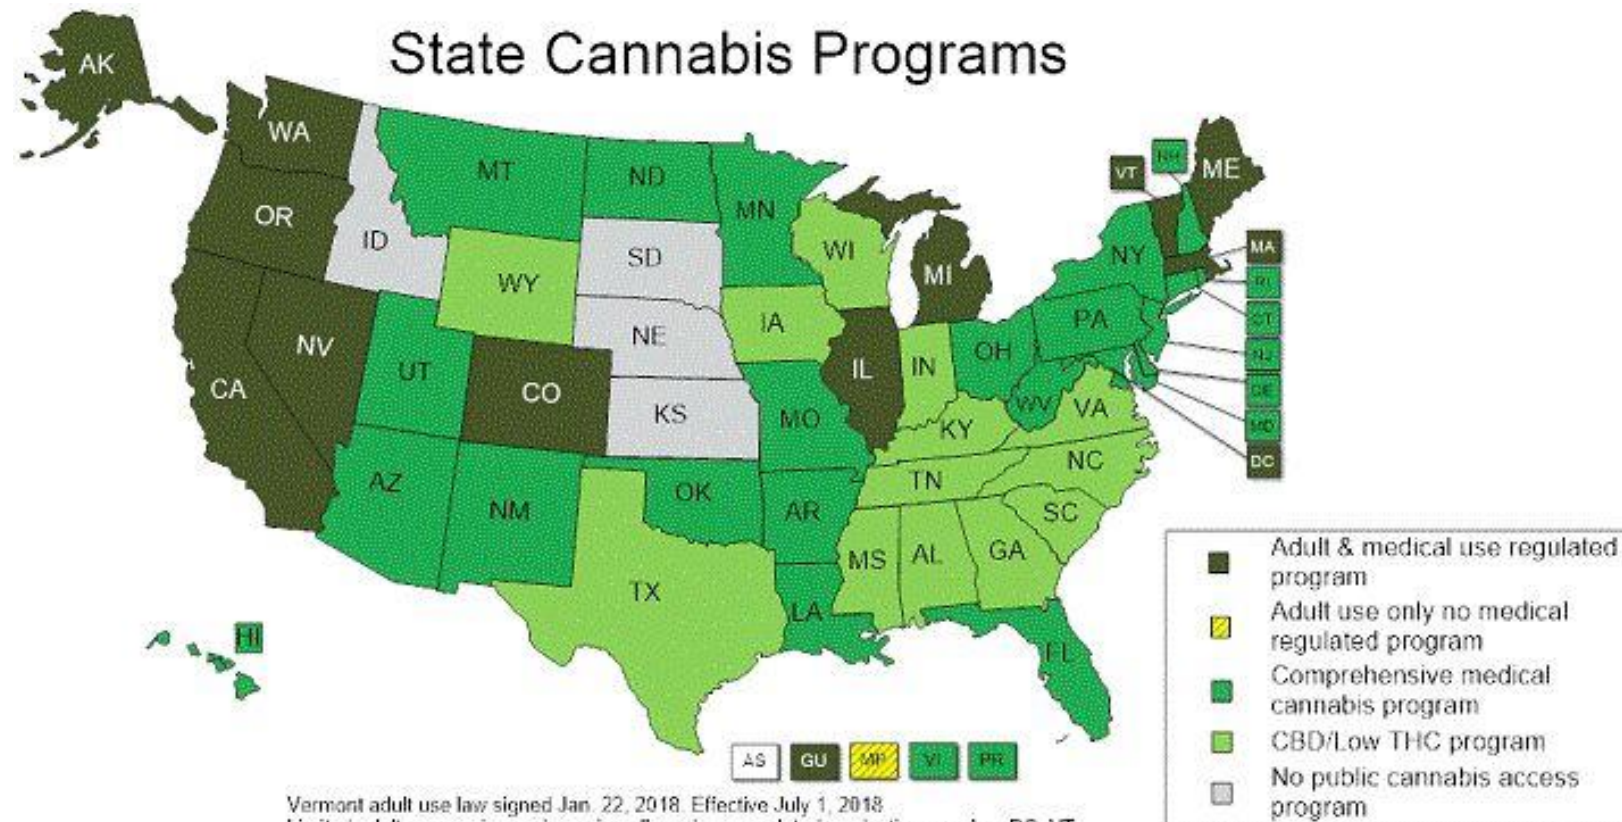 State Cannabis Programs
AK
WA
OR
ID
MT
ND
MN
SD
WY
NE
IA
WI
MI
VT
NH
ME
NY
MA
RI
CT
NJ
DE
MD
DC
PA
OH
IN
IL
NV
CA
UT
CO
KS
MO
KY
WV
VA
TN
NC
SC
AZ
NM
OK
AR
MS
AL
GA
TX
LA
FL
HI
AS
GU
MP
VI
PR
Adult & medical use regulated
program
Adult use only no medical
regulated program
Comprehensive medical
cannabis program
CBD/Low THC program
No public cannabis access
program
Vermont adult use law signed Jan. 22, 2018. Effective July 1, 2018